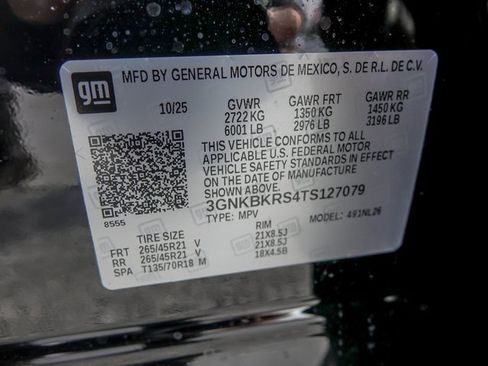 gm
MFD BY GENERAL MOTORS DE MEXICO, S. DE R.L. DE C.V.
10/25 GVWR GAWR FRT GAWR RR
2722 KG 1350 KG 1450 KG
6001 LB 2976 LB 3196 LB
THIS VEHICLE CONFORMS TO ALL
APPLICABLE U.S. FEDERAL MOTOR
VEHICLE SAFETY STANDARDS IN EFFECT
ON THE DATE OF MANUFACTURE
SHOWN ABOVE.
3GNKBKRS4TS127079
8555 TYPE: MPV MODEL: 491NL26
TIRE SIZE RIM
FRT 265/45R21 V 21X8.5J
RR 265/45R21 V 21X8.5J
SPA T135/70R18 M 18X4.5B